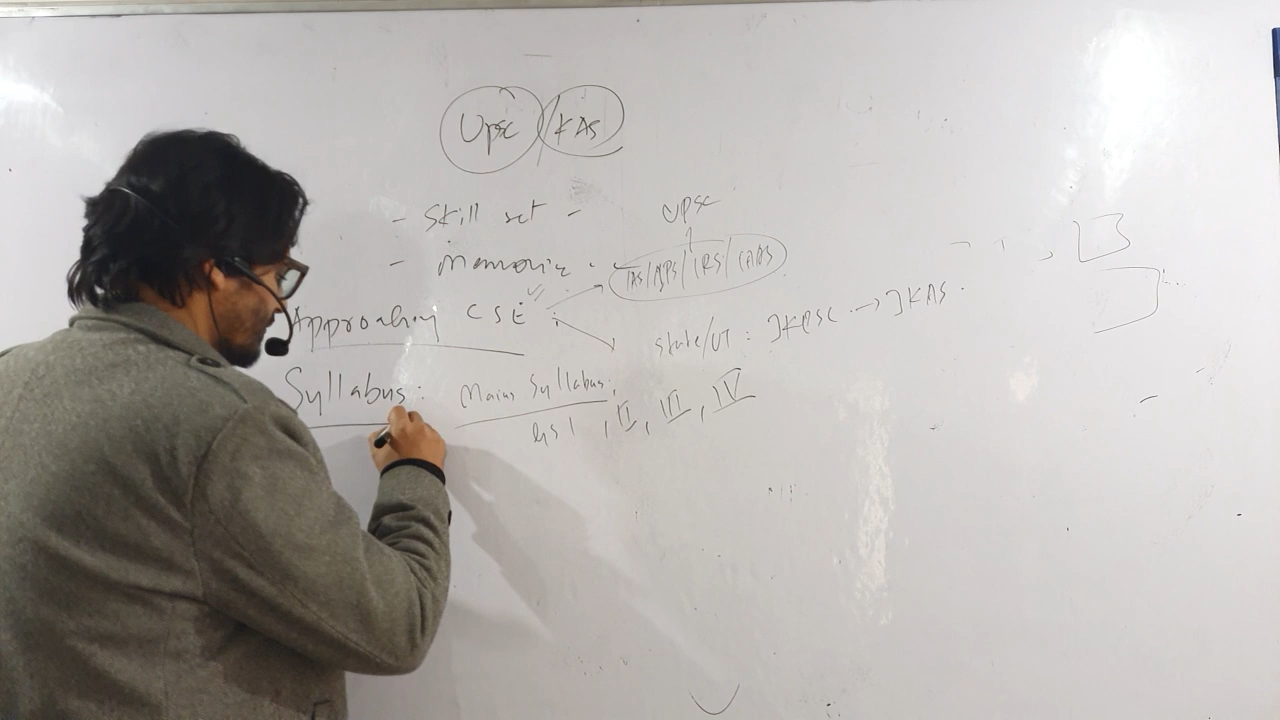 Upsc KAS
- Skill set - UPSC
- Memorize. IAS/IPS/IRS/IAAS
Approaching CSE
State/UT : JKPSC → JKAS.
Syllabus: Mains Syllabus:
GS I, II, III, IV